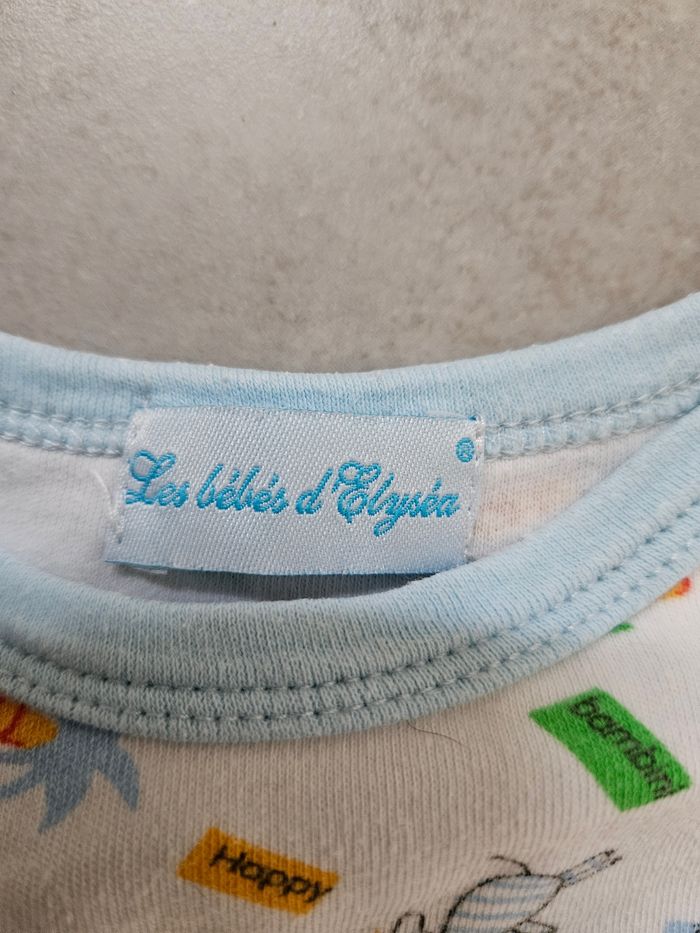 Les bébés d'Elyséa ®
bambini
Happy